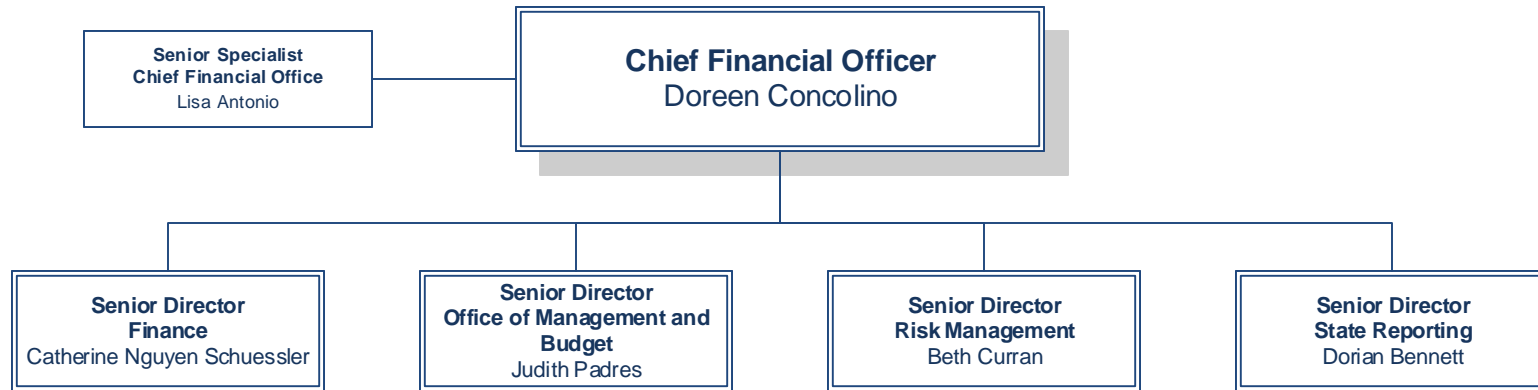 Senior Specialist
Chief Financial Office
Lisa Antonio
Chief Financial Officer
Doreen Concolino
Senior Director
Finance
Catherine Nguyen Schuessler
Senior Director
Office of Management and
Budget
Judith Padres
Senior Director
Risk Management
Beth Curran
Senior Director
State Reporting
Dorian Bennett